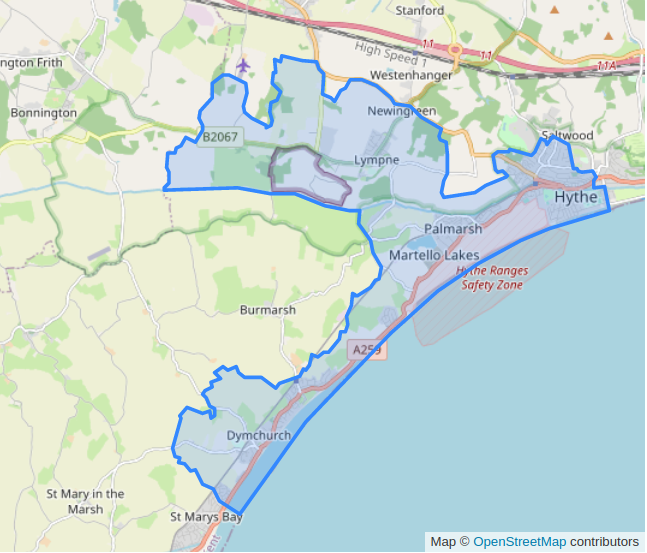 Stanford
11
11
High Speed 1
11A
ngton Frith
Westenhanger
Bonnington
Newingreen
B2067
Saltwood
Lympne
Hythe
Palmarsh
Martello Lakes
Hythe Ranges
Safety Zone
Burmarsh
A259
Dymchurch
St Mary in the
Marsh
St Marys Bay
ent
Map © OpenStreetMap contributors